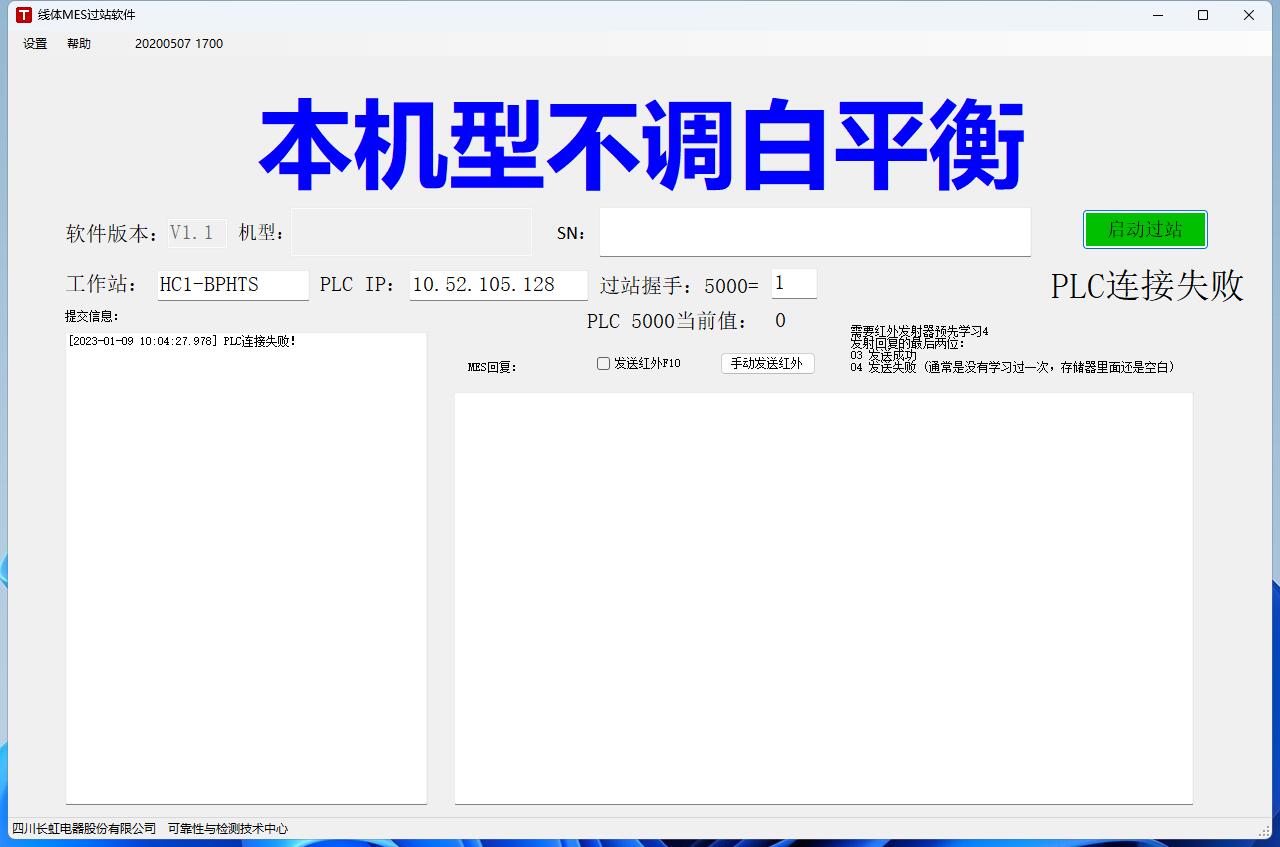 线体MES过站软件
设置 帮助 20200507 1700
本机型不调白平衡
软件版本： V1.1 机型： SN： 启动过站
工作站： HC1-BPHTS PLC IP： 10.52.105.128 过站握手：5000= 1 PLC连接失败
提交信息： PLC 5000当前值： 0
[2023-01-09 10:04:27.978] PLC连接失败！
MES回复： 发送红外F10 手动发送红外
需要红外发射器预先学习4
发射回复的最后两位：
03 发送成功
04 发送失败（通常是没有学习过一次，存储器里面还是空白）
四川长虹电器股份有限公司 可靠性与检测技术中心